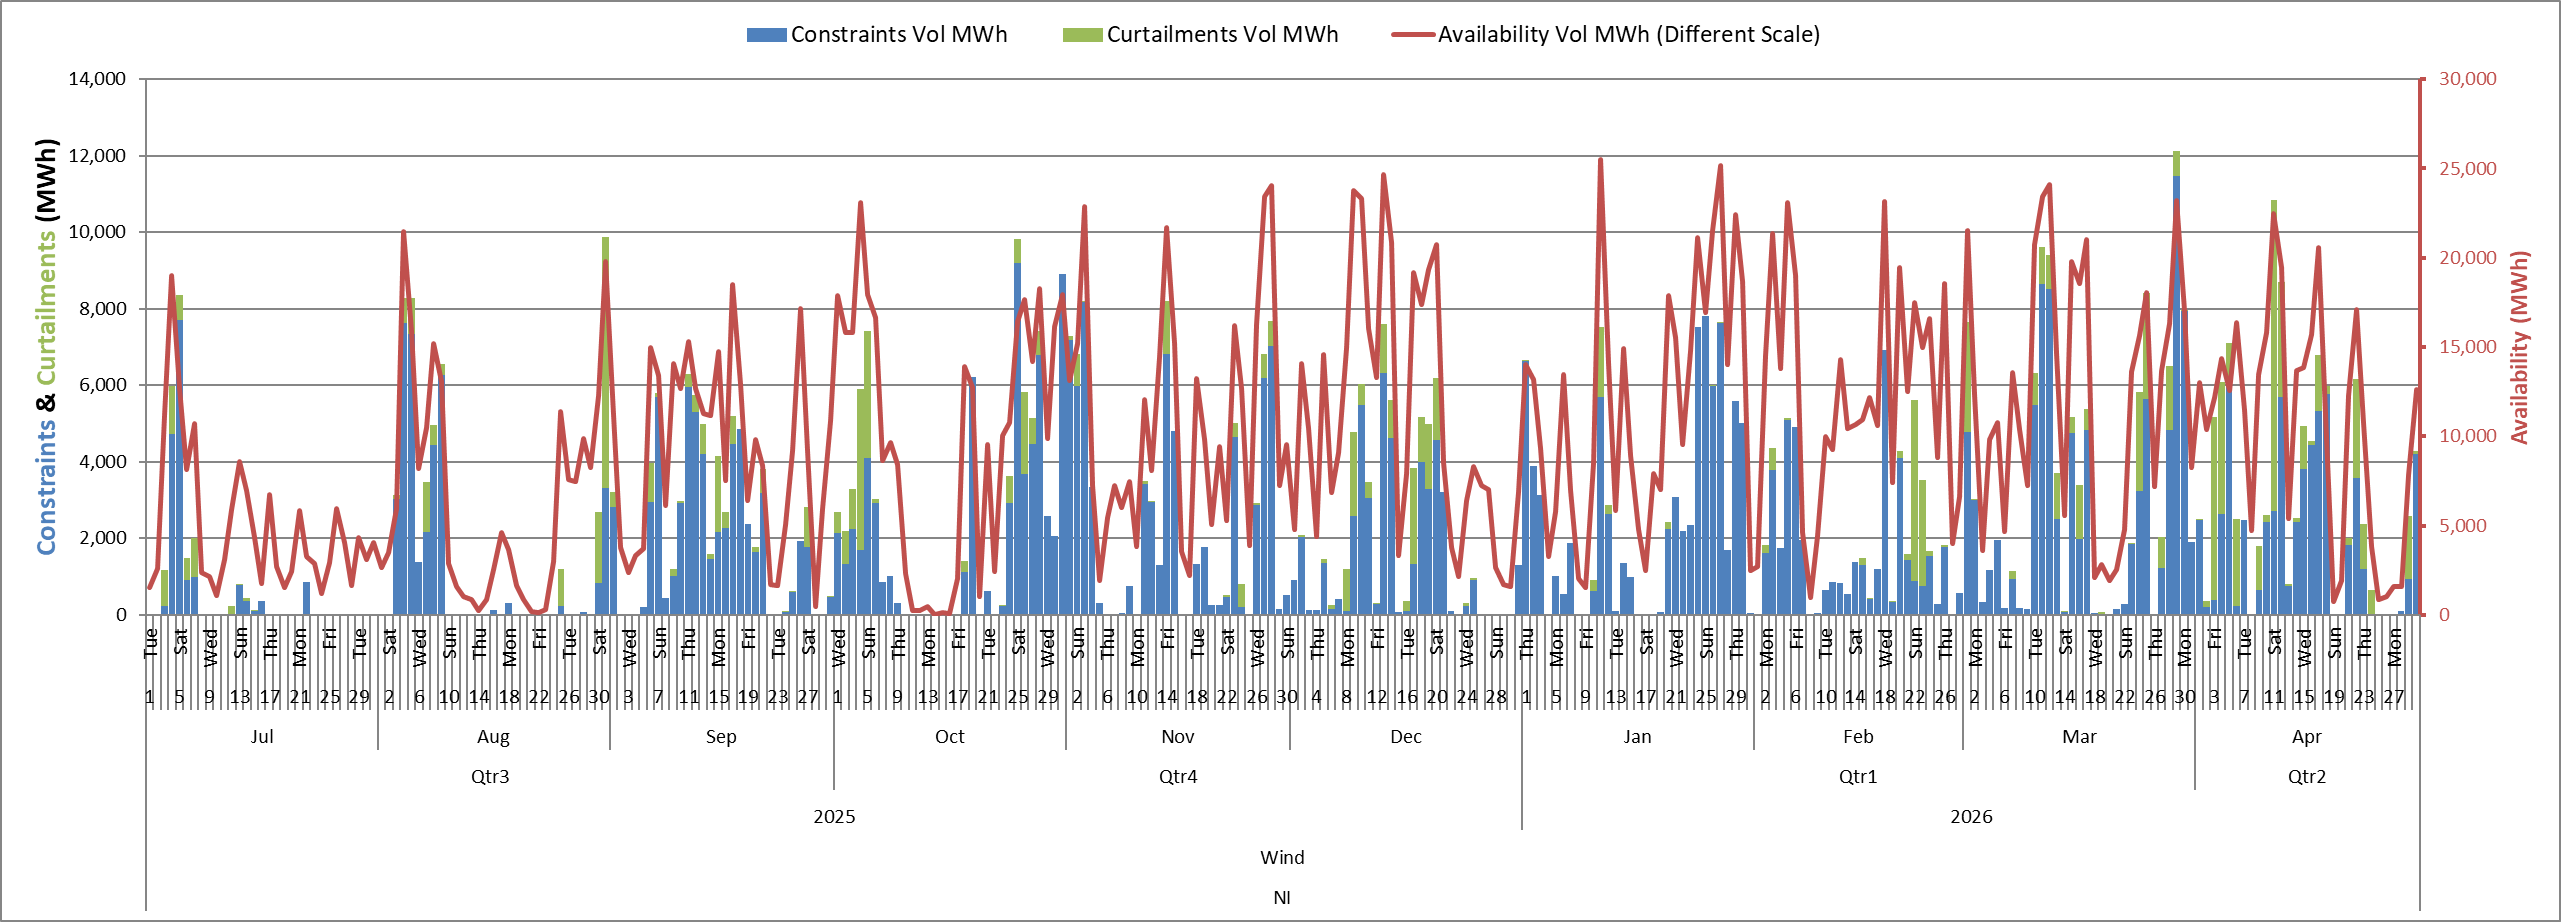 Constraints Vol MWh Curtailments Vol MWh Availability Vol MWh (Different Scale)
Constraints & Curtailments (MWh)
14,000
12,000
10,000
8,000
6,000
4,000
2,000
0
30,000
25,000
20,000
15,000
10,000
5,000
0
Availability (MWh)
Tue Sat Wed Sun Thu Mon Fri Tue Sat Wed Sun Thu Mon Fri Tue Sat Wed Sun Thu Mon Fri Tue Sat Wed Sun Thu Mon Fri Tue Sat Wed Sun Thu Mon Fri Tue Sat Wed Sun Thu Mon Fri Tue Sat Wed Sun Thu Mon Fri Tue Sun Thu Mon Fri Tue Sat Wed Sun Thu Mon Fri Tue Sat Wed Sun Thu Mon Fri Tue Sat Wed Sun Thu Mon
1 5 9 13 17 21 25 29 2 6 10 14 18 22 26 30 3 7 11 15 19 23 27 1 5 9 13 17 21 25 29 2 6 10 14 18 22 26 30 4 8 12 16 20 24 28 1 5 9 13 17 21 25 29 2 6 10 14 18 22 26 2 6 10 14 18 22 26 30 3 7 11 15 19 23 27
Jul Aug Sep Oct Nov Dec Jan Feb Mar Apr
Qtr3 Qtr4 Qtr1 Qtr2
2025 2026
Wind
NI